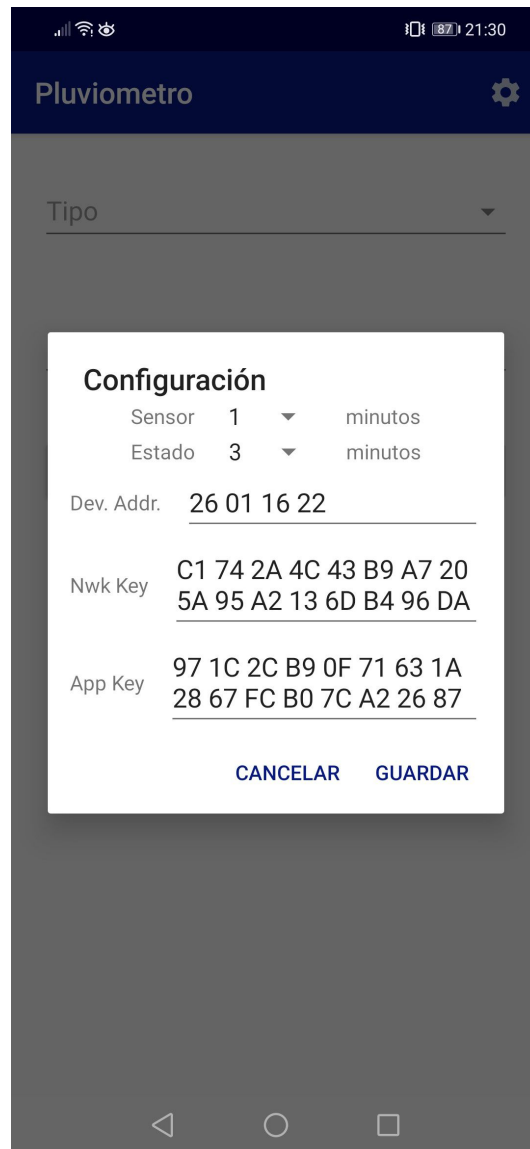 87 21:30
Pluviometro
Tipo
Configuración
Sensor 1 minutos
Estado 3 minutos
Dev. Addr. 26 01 16 22
Nwk Key C1 74 2A 4C 43 B9 A7 20
5A 95 A2 13 6D B4 96 DA
App Key 97 1C 2C B9 0F 71 63 1A
28 67 FC B0 7C A2 26 87
CANCELAR GUARDAR